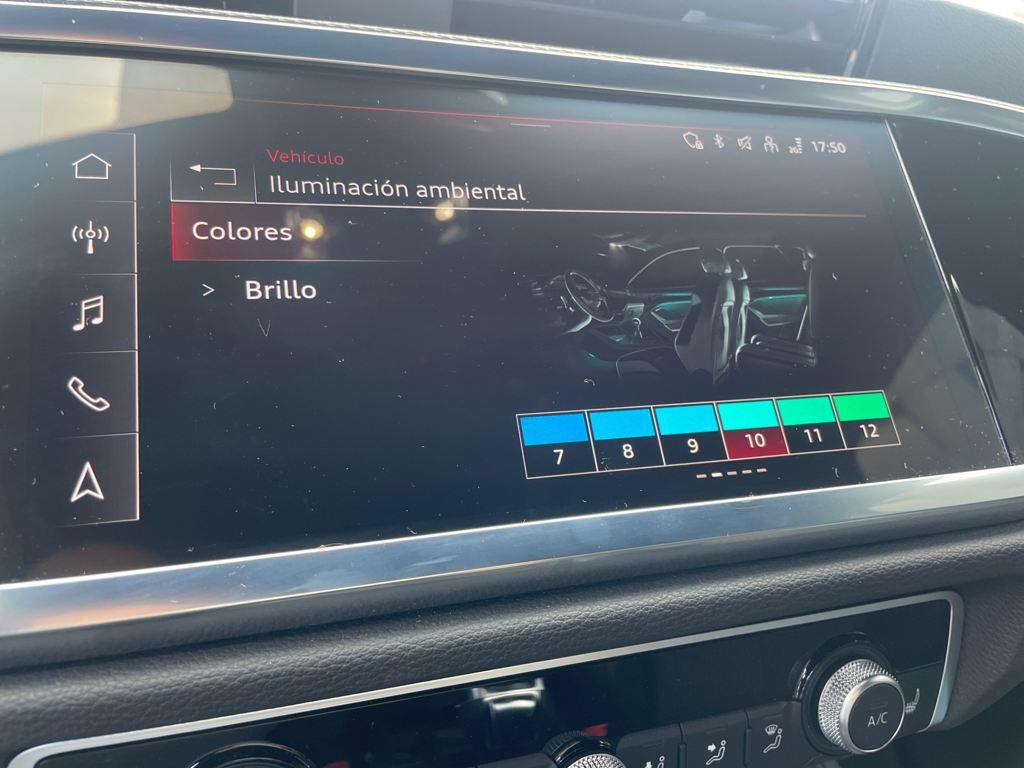 Vehículo
Iluminación ambiental
17:50
Colores
> Brillo
7 8 9 10 11 12
A/C